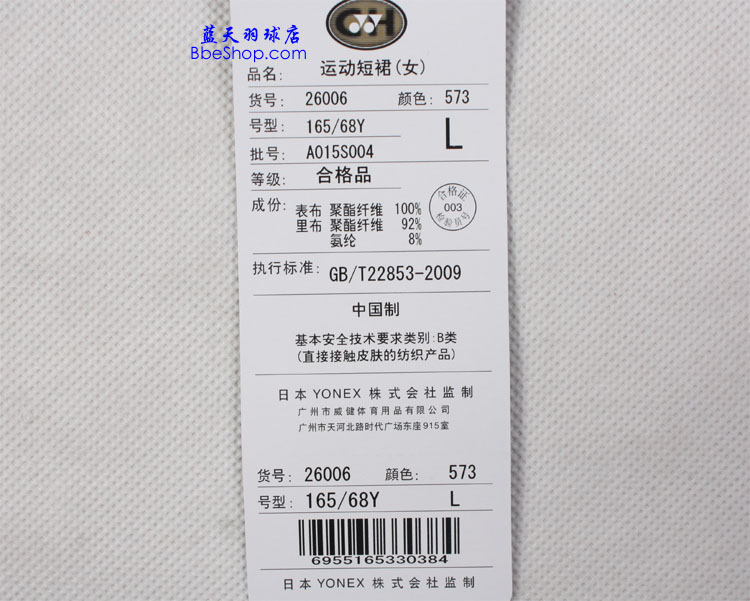 蓝天羽球店
BbeShop.com
品名: 运动短裙(女)
货号: 26006 颜色: 573
号型: 165/68Y L
批号: A015S004
等级: 合格品
成份: 表布 聚酯纤维 100%
里布 聚酯纤维 92%
氨纶 8%
合格证
003
检验员号
执行标准: GB/T22853-2009
中国制
基本安全技术要求类别:B类
(直接接触皮肤的纺织产品)
日本 YONEX 株式会社监制
广州市威健体育用品有限公司
广州市天河北路时代广场东座915室
货号: 26006 顔色: 573
号型: 165/68Y L
6955165330384
日本 YONEX 株式会社监制